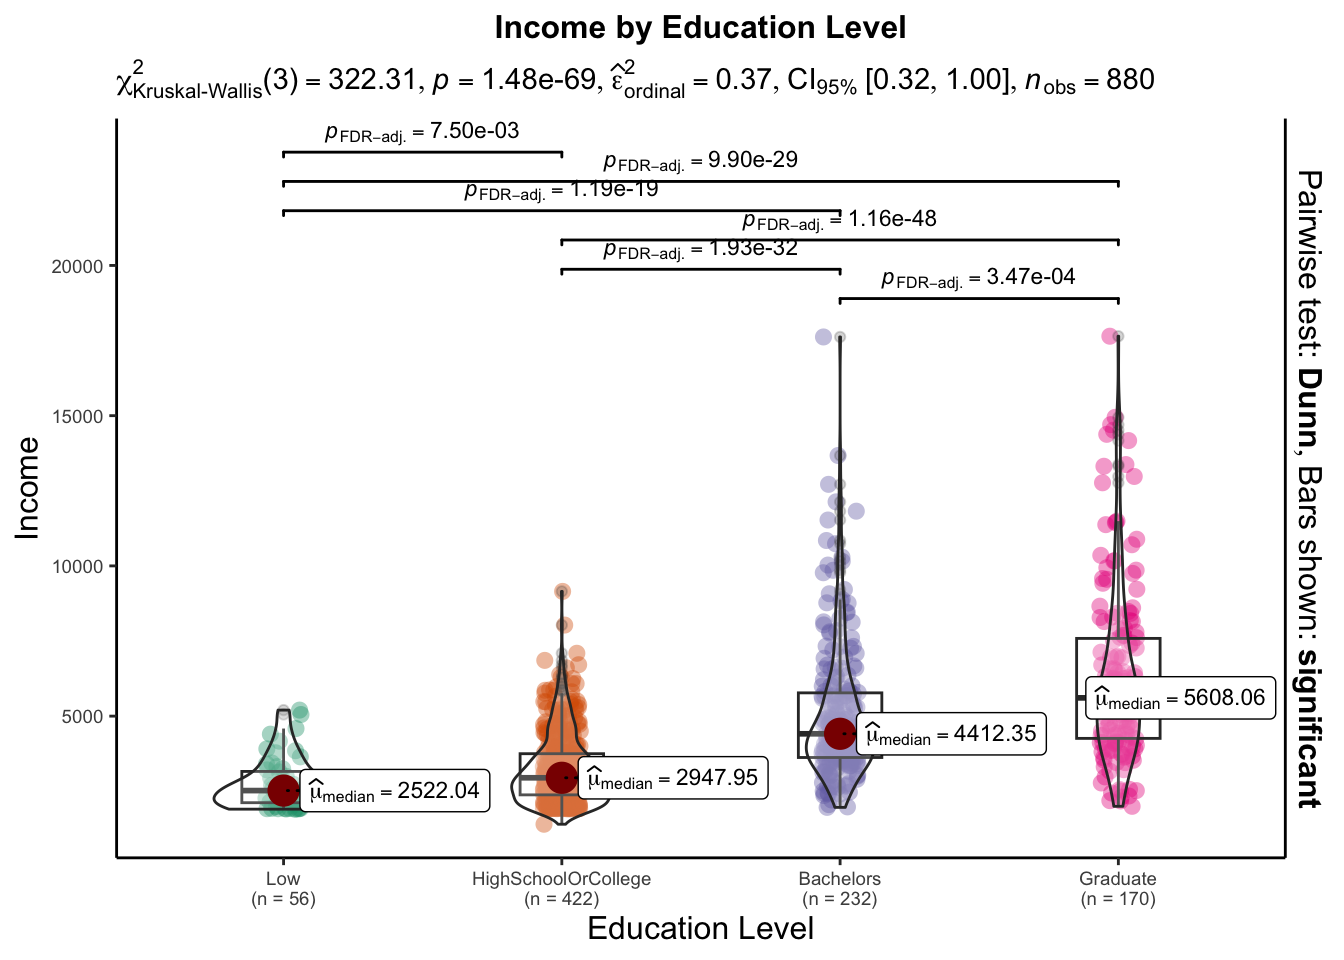 Income by Education Level
χ²Kruskal-Wallis(3) = 322.31, p = 1.48e-69, ε̂²ordinal = 0.37, CI95% [0.32, 1.00], nobs = 880
pFDR−adj. = 7.50e-03
pFDR−adj. = 9.90e-29
pFDR−adj. = 1.19e-19
pFDR−adj. = 1.16e-48
pFDR−adj. = 1.93e-32
pFDR−adj. = 3.47e-04
20000
15000
10000
5000
Income
μ̂median = 2522.04
μ̂median = 2947.95
μ̂median = 4412.35
μ̂median = 5608.06
Pairwise test: Dunn, Bars shown: significant
Low
(n = 56)
HighSchoolOrCollege
(n = 422)
Bachelors
(n = 232)
Graduate
(n = 170)
Education Level